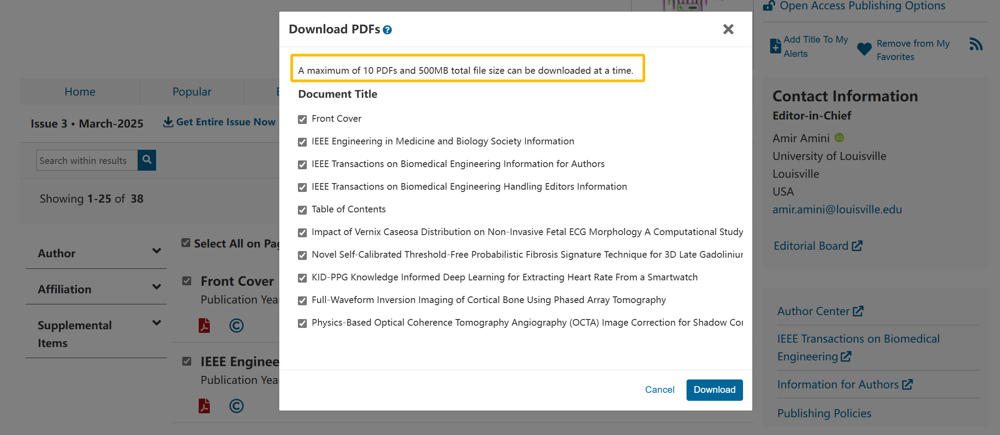 Open Access Publishing Options
Download PDFs
Add Title To My
Alerts
Remove from My
Favorites
A maximum of 10 PDFs and 500MB total file size can be downloaded at a time.
Home
Popular
Document Title
Contact Information
Editor-in-Chief
Issue 3 • March-2025
Get Entire Issue Now
Front Cover
Amir Amini
IEEE Engineering in Medicine and Biology Society Information
University of Louisville
Search within results
IEEE Transactions on Biomedical Engineering Information for Authors
Louisville
IEEE Transactions on Biomedical Engineering Handling Editors Information
USA
Showing 1-25 of 38
Table of Contents
amir.amini@louisville.edu
Impact of Vernix Caseosa Distribution on Non-Invasive Fetal ECG Morphology A Computational Study
Select All on Pag
Editorial Board
Author
Novel Self-Calibrated Threshold-Free Probabilistic Fibrosis Signature Technique for 3D Late Gadoliniu
Front Cover
KID-PPG Knowledge Informed Deep Learning for Extracting Heart Rate From a Smartwatch
Affiliation
Publication Yea
Full-Waveform Inversion Imaging of Cortical Bone Using Phased Array Tomography
Author Center
Supplemental
Items
Physics-Based Optical Coherence Tomography Angiography (OCTA) Image Correction for Shadow Co
IEEE Transactions on Biomedical
Engineering
IEEE Enginee
Publication Yea
Cancel
Download
Information for Authors
Publishing Policies